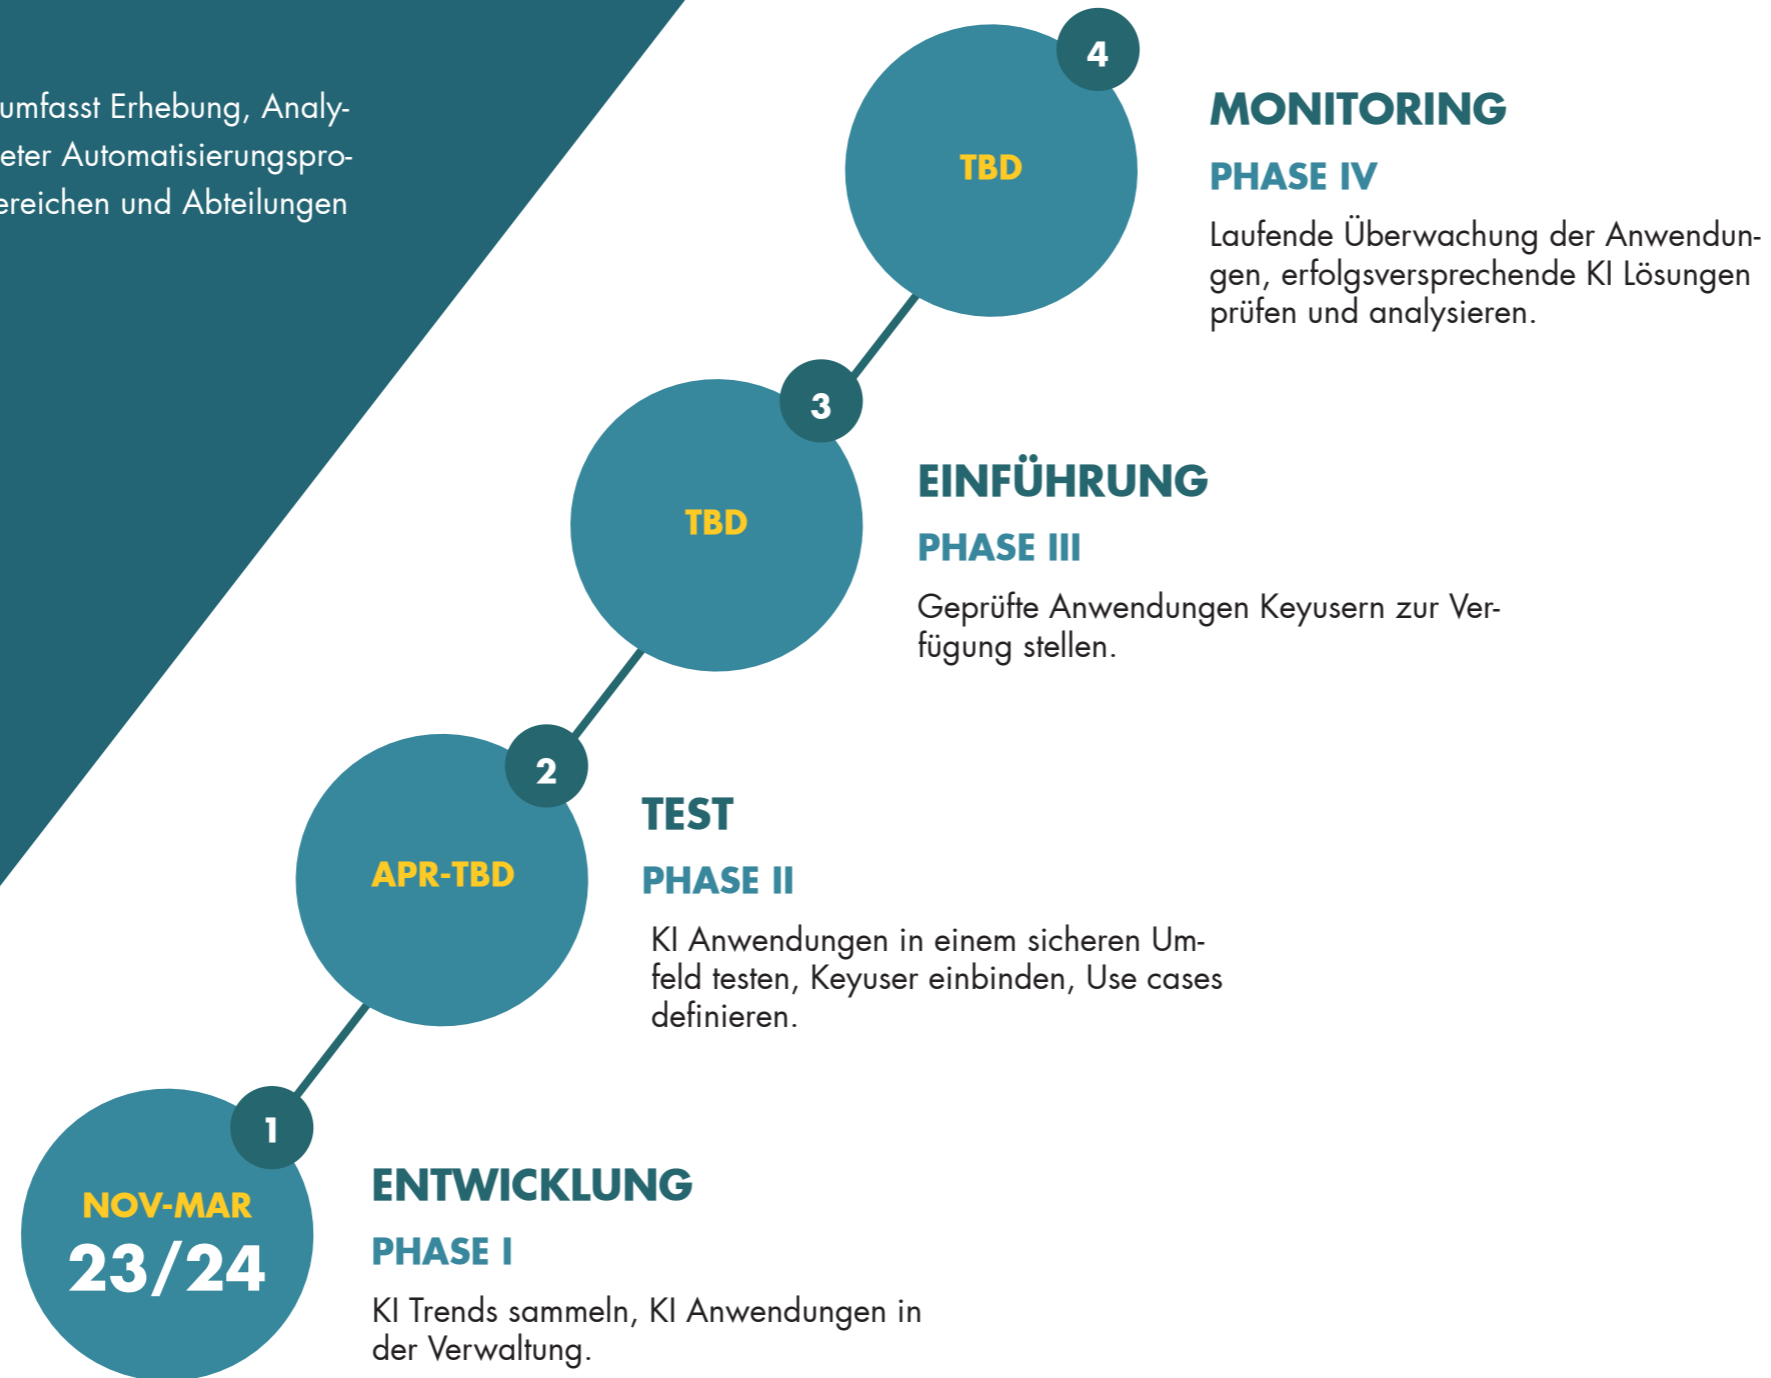 umfasst Erhebung, Analy-
eter Automatisierungspro-
ereichen und Abteilungen
4
TBD
MONITORING
PHASE IV
Laufende Überwachung der Anwendun-
gen, erfolgsversprechende KI Lösungen
prüfen und analysieren.
3
TBD
EINFÜHRUNG
PHASE III
Geprüfte Anwendungen Keyusern zur Ver-
fügung stellen.
2
APR-TBD
TEST
PHASE II
KI Anwendungen in einem sicheren Um-
feld testen, Keyuser einbinden, Use cases
definieren.
1
NOV-MAR
23/24
ENTWICKLUNG
PHASE I
KI Trends sammeln, KI Anwendungen in
der Verwaltung.